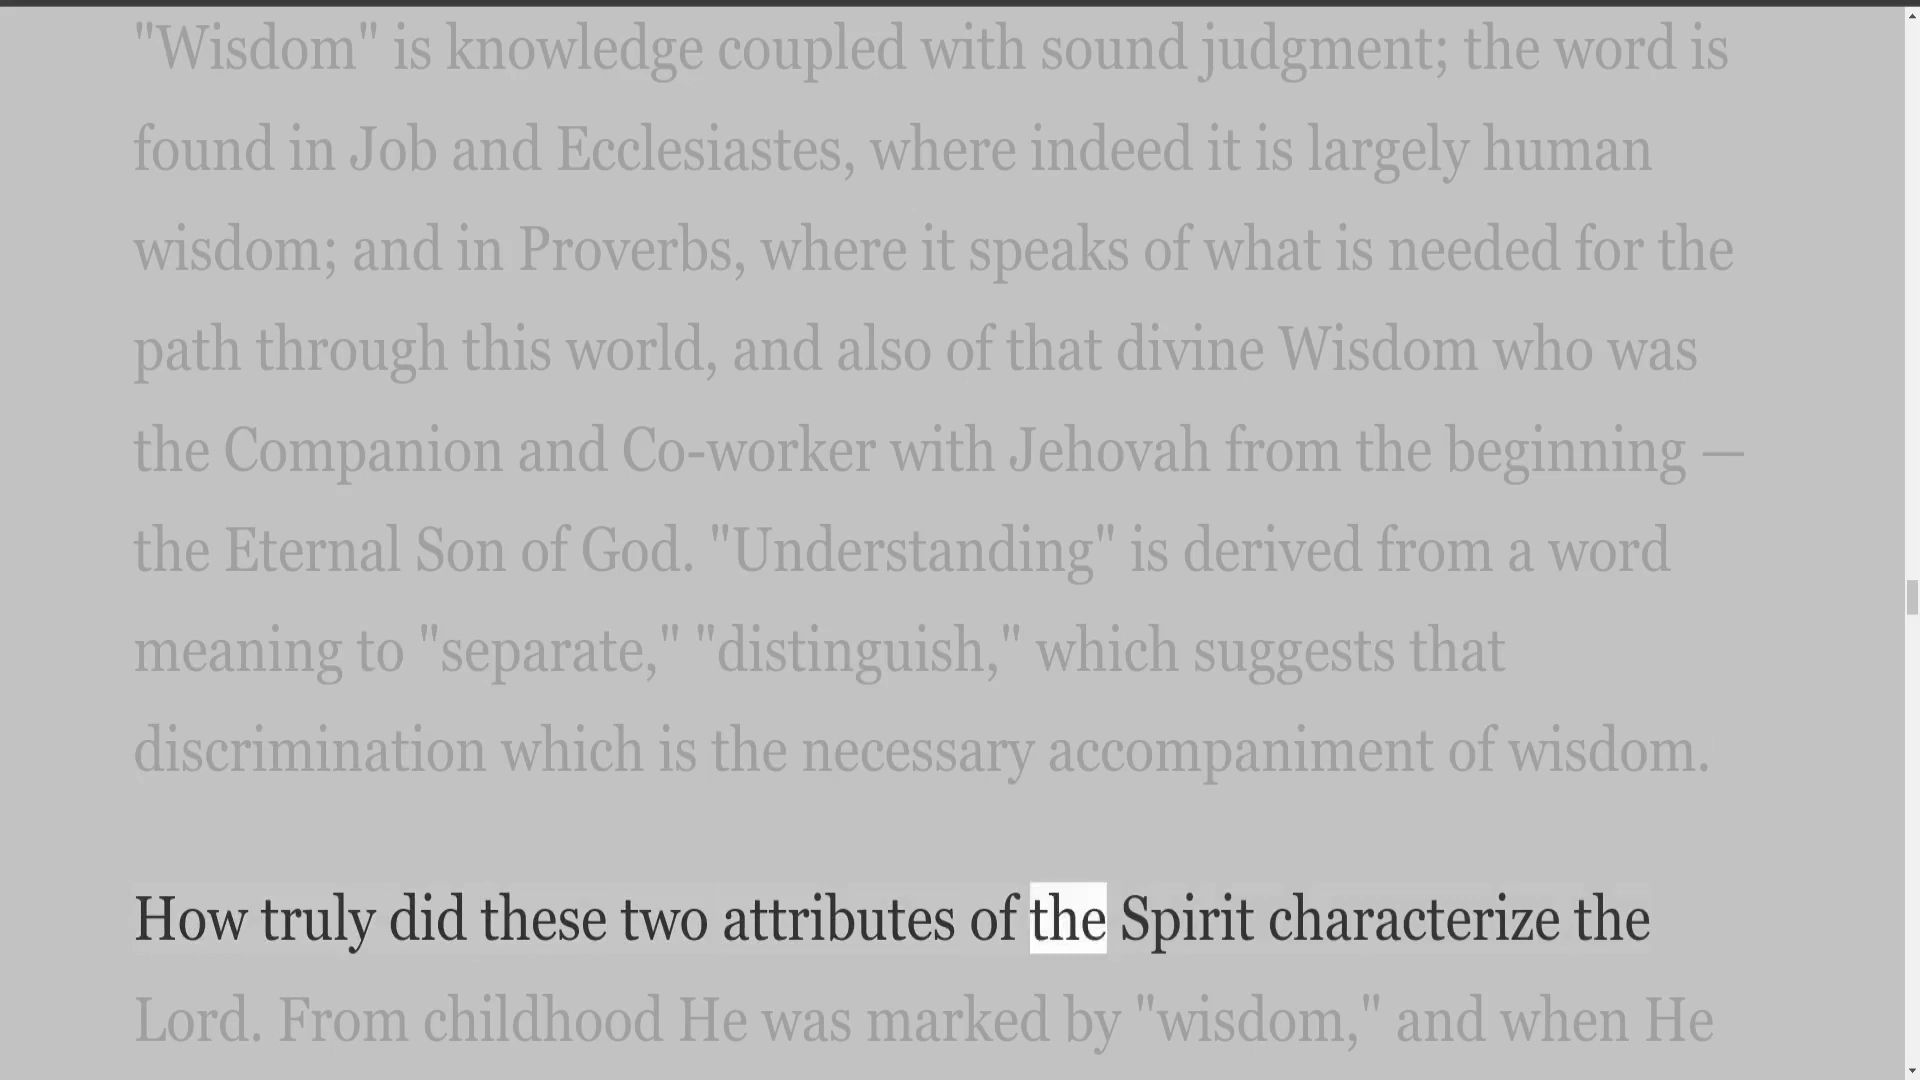 "Wisdom" is knowledge coupled with sound judgment; the word is
found in Job and Ecclesiastes, where indeed it is largely human
wisdom; and in Proverbs, where it speaks of what is needed for the
path through this world, and also of that divine Wisdom who was
the Companion and Co-worker with Jehovah from the beginning —
the Eternal Son of God. "Understanding" is derived from a word
meaning to "separate," "distinguish," which suggests that
discrimination which is the necessary accompaniment of wisdom.
How truly did these two attributes of the Spirit characterize the
Lord. From childhood He was marked by "wisdom," and when He